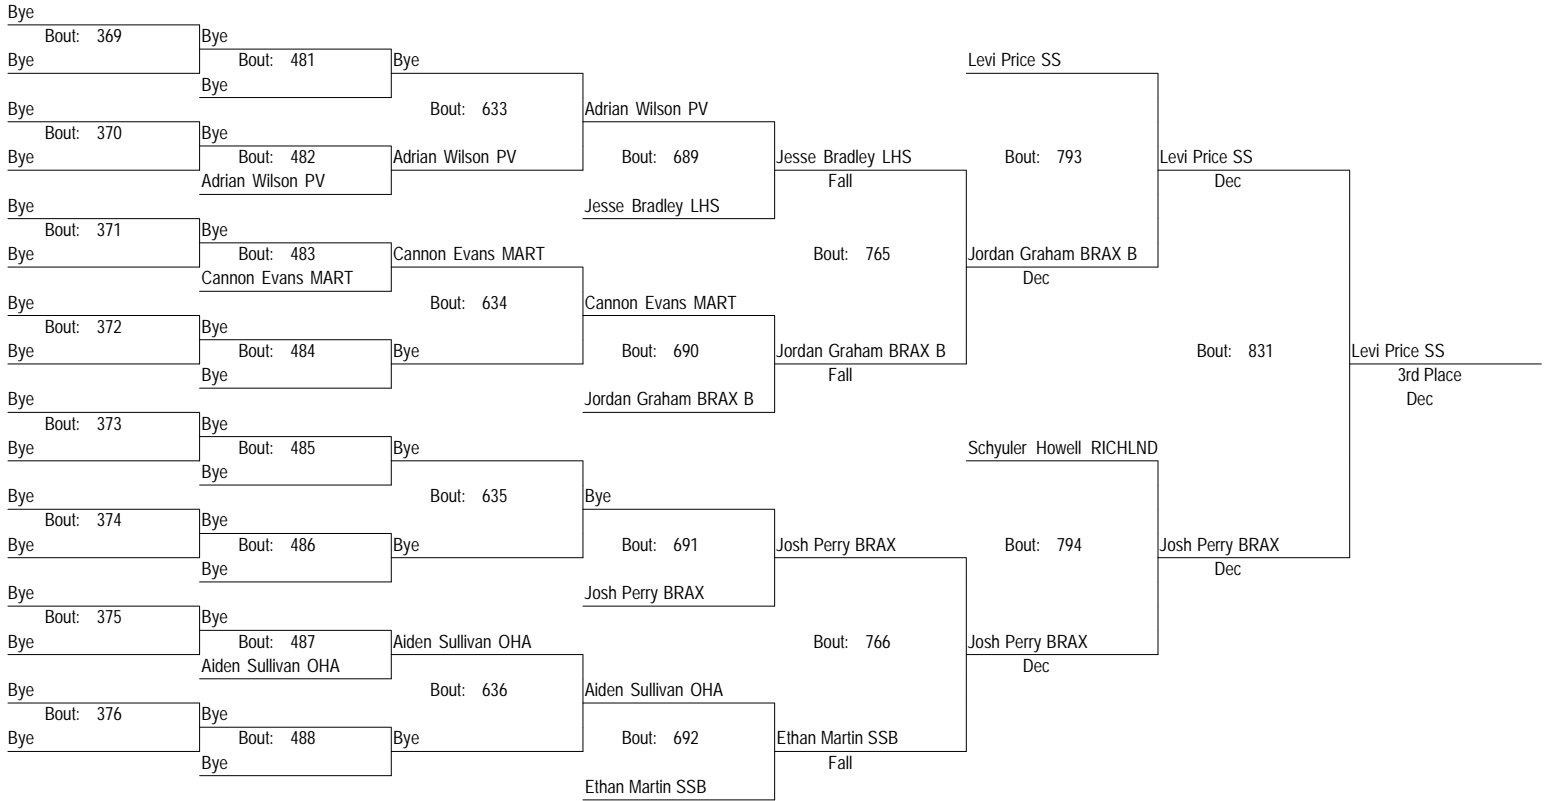 Bye
Bout: 369 Bye
Bye Bout: 481 Bye Levi Price SS
Bye
Bye Bout: 633 Adrian Wilson PV
Bout: 370 Bye
Bye Bout: 482 Adrian Wilson PV Bout: 689 Jesse Bradley LHS Bout: 793 Levi Price SS
Adrian Wilson PV Fall Dec
Bye Jesse Bradley LHS
Bout: 371 Bye
Bye Bout: 483 Cannon Evans MART Bout: 765 Jordan Graham BRAX B
Cannon Evans MART Dec
Bye Bout: 634 Cannon Evans MART
Bout: 372 Bye
Bye Bout: 484 Bye Bout: 690 Jordan Graham BRAX B Bout: 831 Levi Price SS
Bye Fall 3rd Place
Bye Jordan Graham BRAX B Dec
Bout: 373 Bye
Bye Bout: 485 Bye Schyuler Howell RICHLND
Bye
Bye Bout: 635 Bye
Bout: 374 Bye
Bye Bout: 486 Bye Bout: 691 Josh Perry BRAX Bout: 794 Josh Perry BRAX
Bye Dec
Bye Josh Perry BRAX
Bout: 375 Bye
Bye Bout: 487 Aiden Sullivan OHA Bout: 766 Josh Perry BRAX
Aiden Sullivan OHA Dec
Bye Bout: 636 Aiden Sullivan OHA
Bout: 376 Bye
Bye Bout: 488 Bye Bout: 692 Ethan Martin SSB
Bye Fall
Ethan Martin SSB